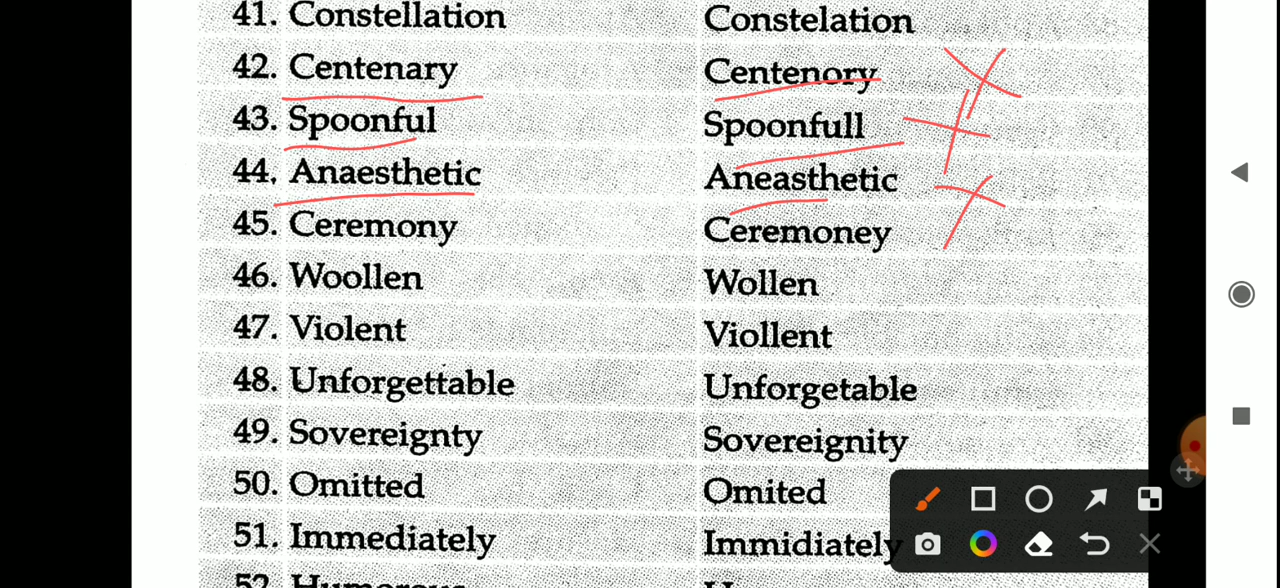 41. Constellation Constelation
42. Centenary Centenory
43. Spoonful Spoonfull
44. Anaesthetic Aneasthetic
45. Ceremony Ceremoney
46. Woollen Wollen
47. Violent Viollent
48. Unforgettable Unforgetable
49. Sovereignty Sovereignity
50. Omitted Omited
51. Immediately Immidiately
52.